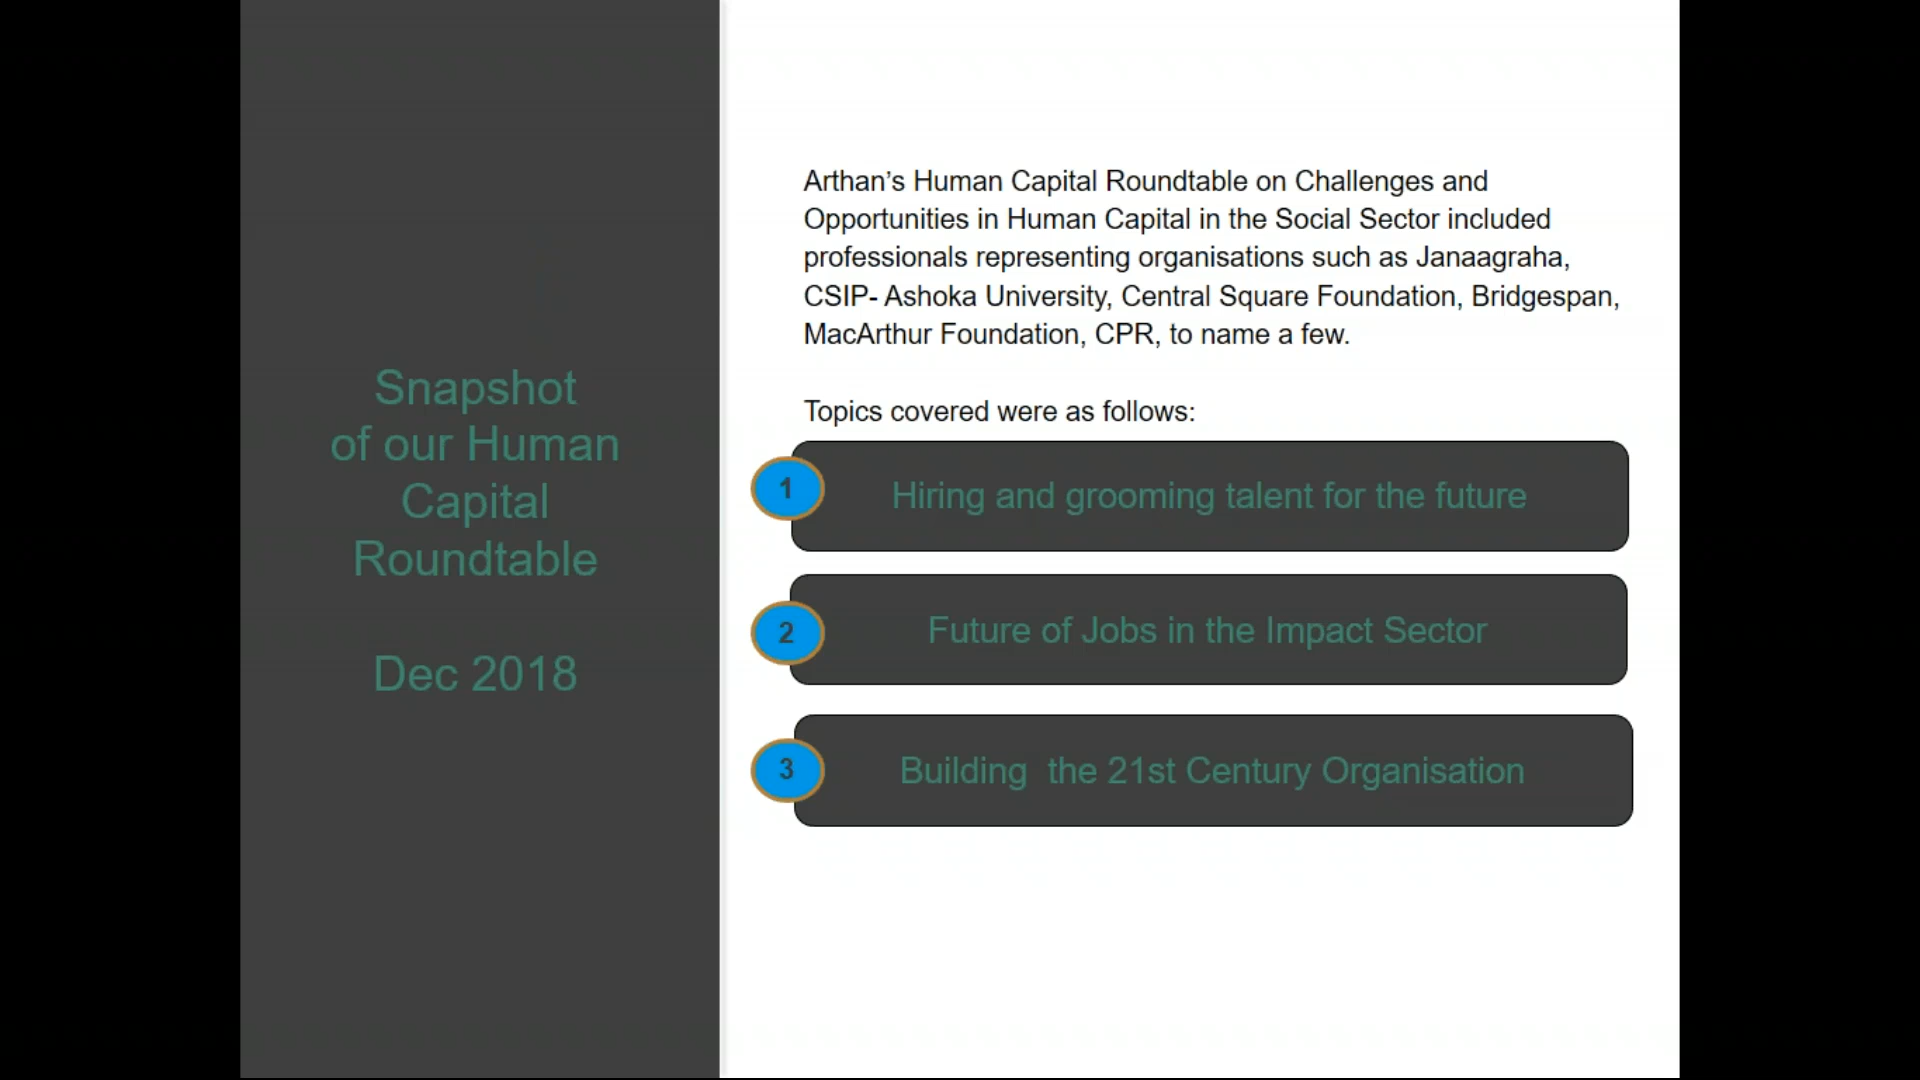 Snapshot
of our Human
Capital
Roundtable
Dec 2018
Arthan’s Human Capital Roundtable on Challenges and
Opportunities in Human Capital in the Social Sector included
professionals representing organisations such as Janaagraha,
CSIP- Ashoka University, Central Square Foundation, Bridgespan,
MacArthur Foundation, CPR, to name a few.
Topics covered were as follows:
1 Hiring and grooming talent for the future
2 Future of Jobs in the Impact Sector
3 Building  the 21st Century Organisation